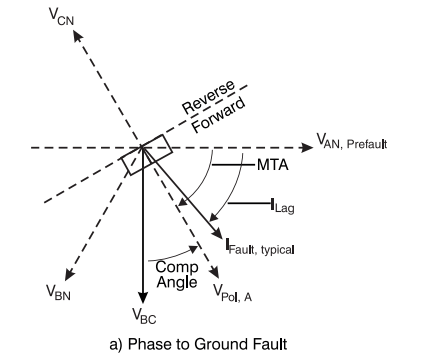 V_CN
Reverse
Forward
V_AN, Prefault
MTA
I_Lag
I_Fault, typical
Comp
Angle
V_Pol, A
V_BN
V_BC
a) Phase to Ground Fault